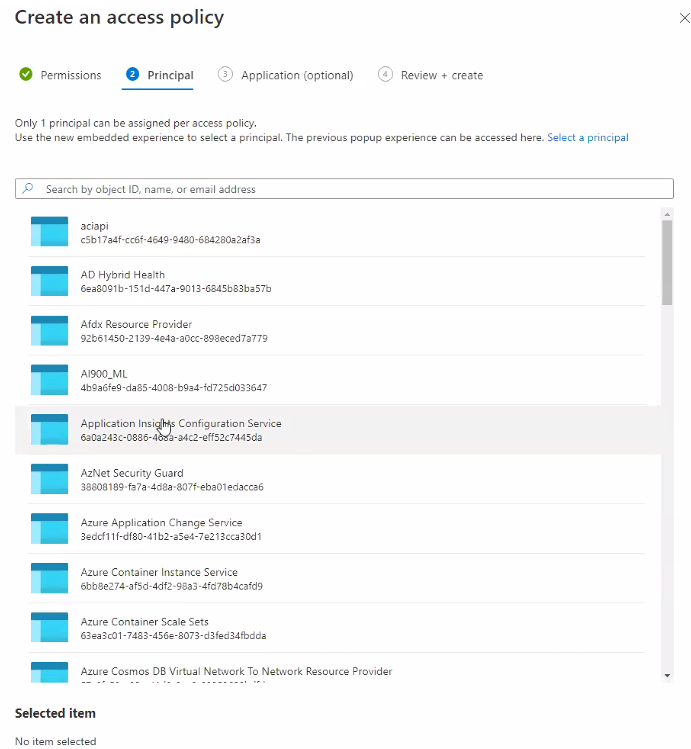 Create an access policy
Permissions
2 Principal
3 Application (optional)
4 Review + create
Only 1 principal can be assigned per access policy.
Use the new embedded experience to select a principal. The previous popup experience can be accessed here. Select a principal
Search by object ID, name, or email address
aciapi
c5b17a4f-cc6f-4649-9480-684280a2af3a
AD Hybrid Health
6ea8091b-151d-447a-9013-6845b83ba57b
Afdx Resource Provider
92b61450-2139-4e4a-a0cc-898eced7a779
AI900_ML
4b9a6fe9-da85-4008-b9a4-fd725d033647
Application Insights Configuration Service
AzNet Security Guard
38808189-fa7a-4d8a-807f-eba01edacca6
Azure Application Change Service
3edcf11f-df80-41b2-a5e4-7e213cca30d1
Azure Container Instance Service
6bb8e274-af5d-4df2-98a3-4fd78b4cafd9
Azure Container Scale Sets
63ea3c01-7483-456e-8073-d3fed34fbdda
Azure Cosmos DB Virtual Network To Network Resource Provider
Selected item
No item selected